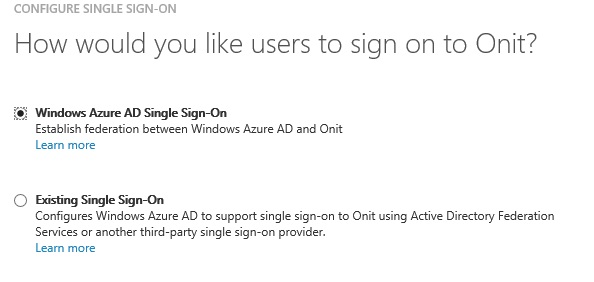 CONFIGURE SINGLE SIGN-ON
How would you like users to sign on to Onit?
Windows Azure AD Single Sign-On
Establish federation between Windows Azure AD and Onit
Learn more
Existing Single Sign-On
Configures Windows Azure AD to support single sign-on to Onit using Active Directory Federation
Services or another third-party single sign-on provider.
Learn more